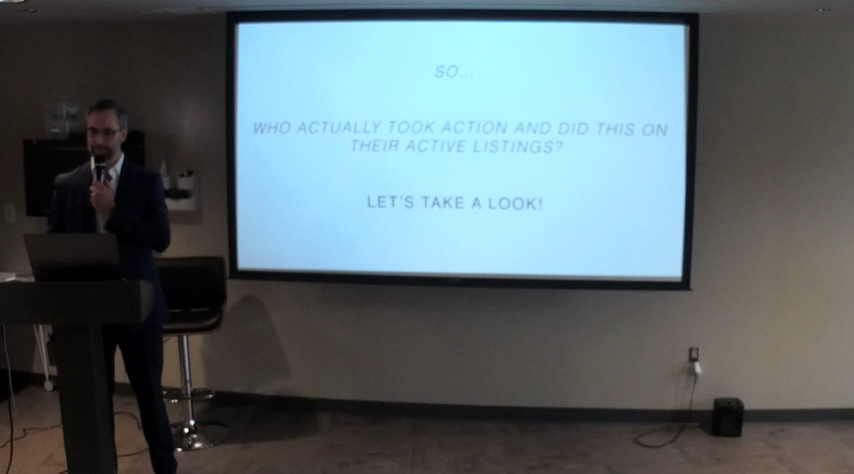 SO...
WHO ACTUALLY TOOK ACTION AND DID THIS ON
THEIR ACTIVE LISTINGS?
LET'S TAKE A LOOK!